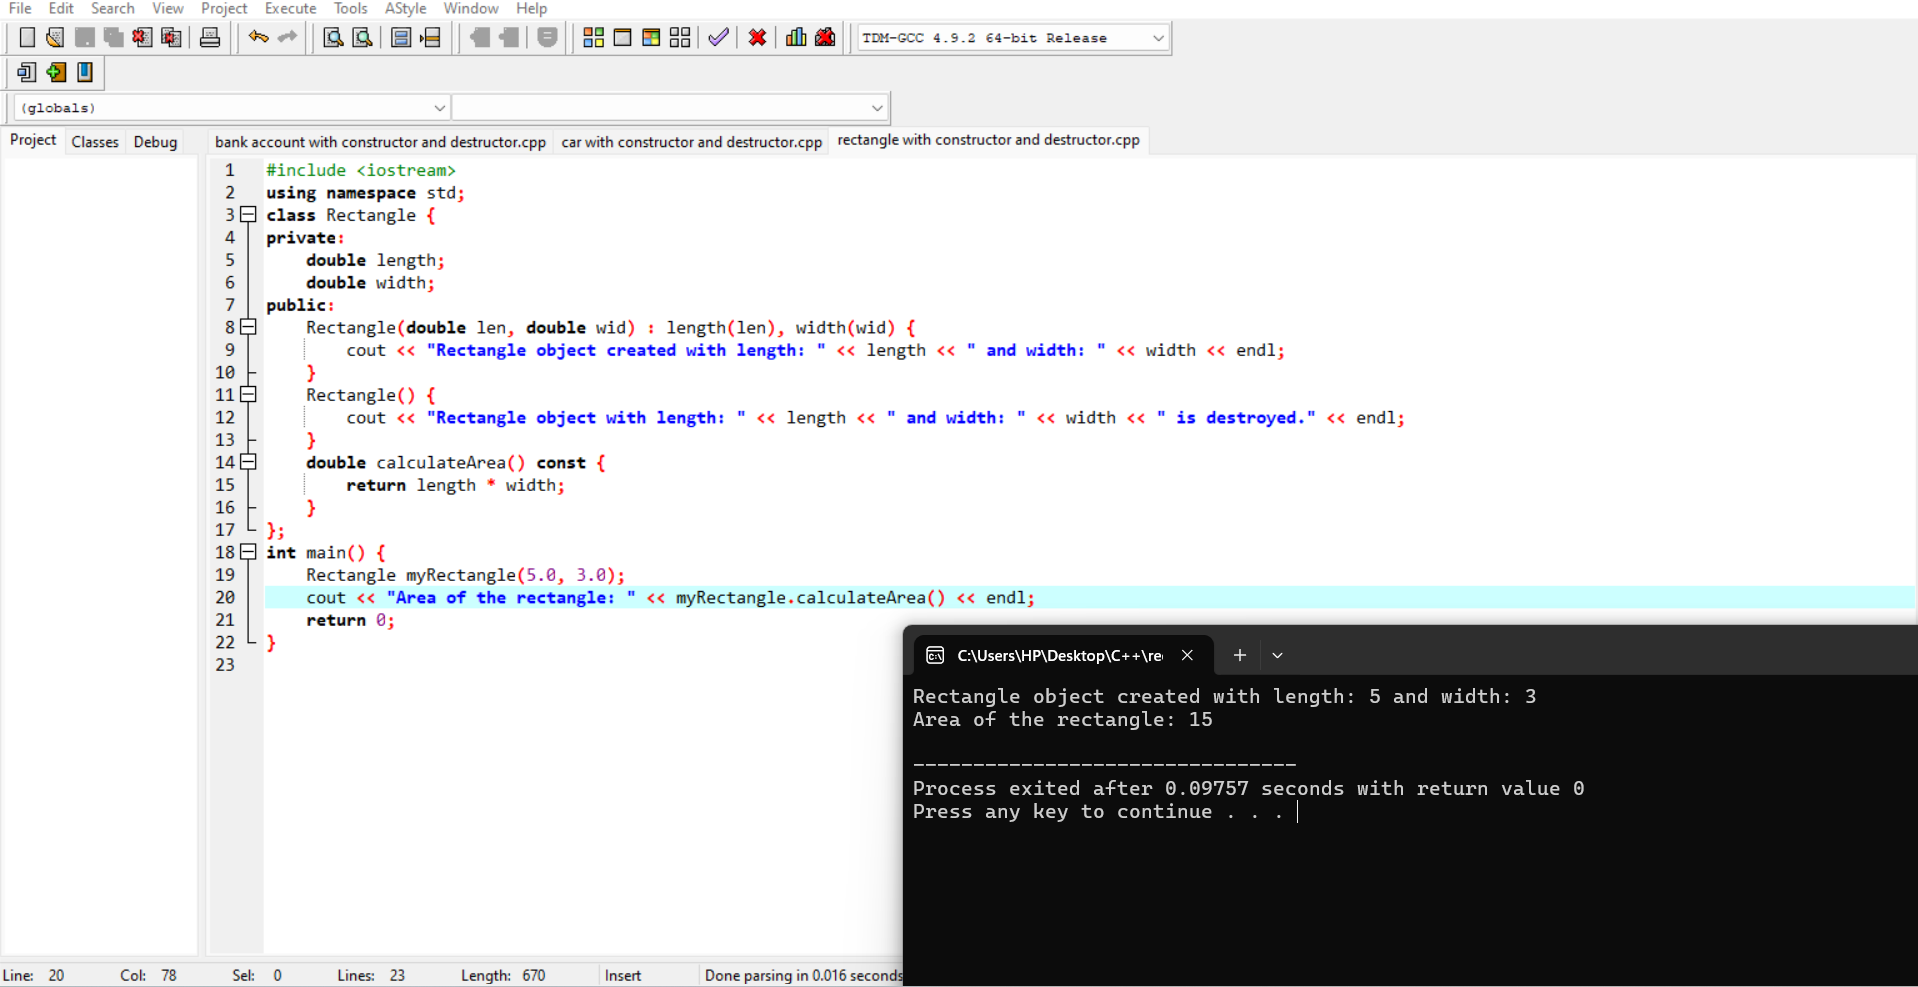 File Edit Search View Project Execute Tools AStyle Window Help
TDM-GCC 4.9.2 64-bit Release
(globals)
Project Classes Debug
bank account with constructor and destructor.cpp car with constructor and destructor.cpp rectangle with constructor and destructor.cpp
1 #include <iostream>
2 using namespace std;
3 class Rectangle {
4 private:
5 double length;
6 double width;
7 public:
8 Rectangle(double len, double wid) : length(len), width(wid) {
9 cout << "Rectangle object created with length: " << length << " and width: " << width << endl;
10 }
11 Rectangle() {
12 cout << "Rectangle object with length: " << length << " and width: " << width << " is destroyed." << endl;
13 }
14 double calculateArea() const {
15 return length * width;
16 }
17 };
18 int main() {
19 Rectangle myRectangle(5.0, 3.0);
20 cout << "Area of the rectangle: " << myRectangle.calculateArea() << endl;
21 return 0;
22 }
23
C:\Users\HP\Desktop\C++\re
Rectangle object created with length: 5 and width: 3
Area of the rectangle: 15
--------------------------------
Process exited after 0.09757 seconds with return value 0
Press any key to continue . . .
Line: 20 Col: 78 Sel: 0 Lines: 23 Length: 670 Insert Done parsing in 0.016 seconds